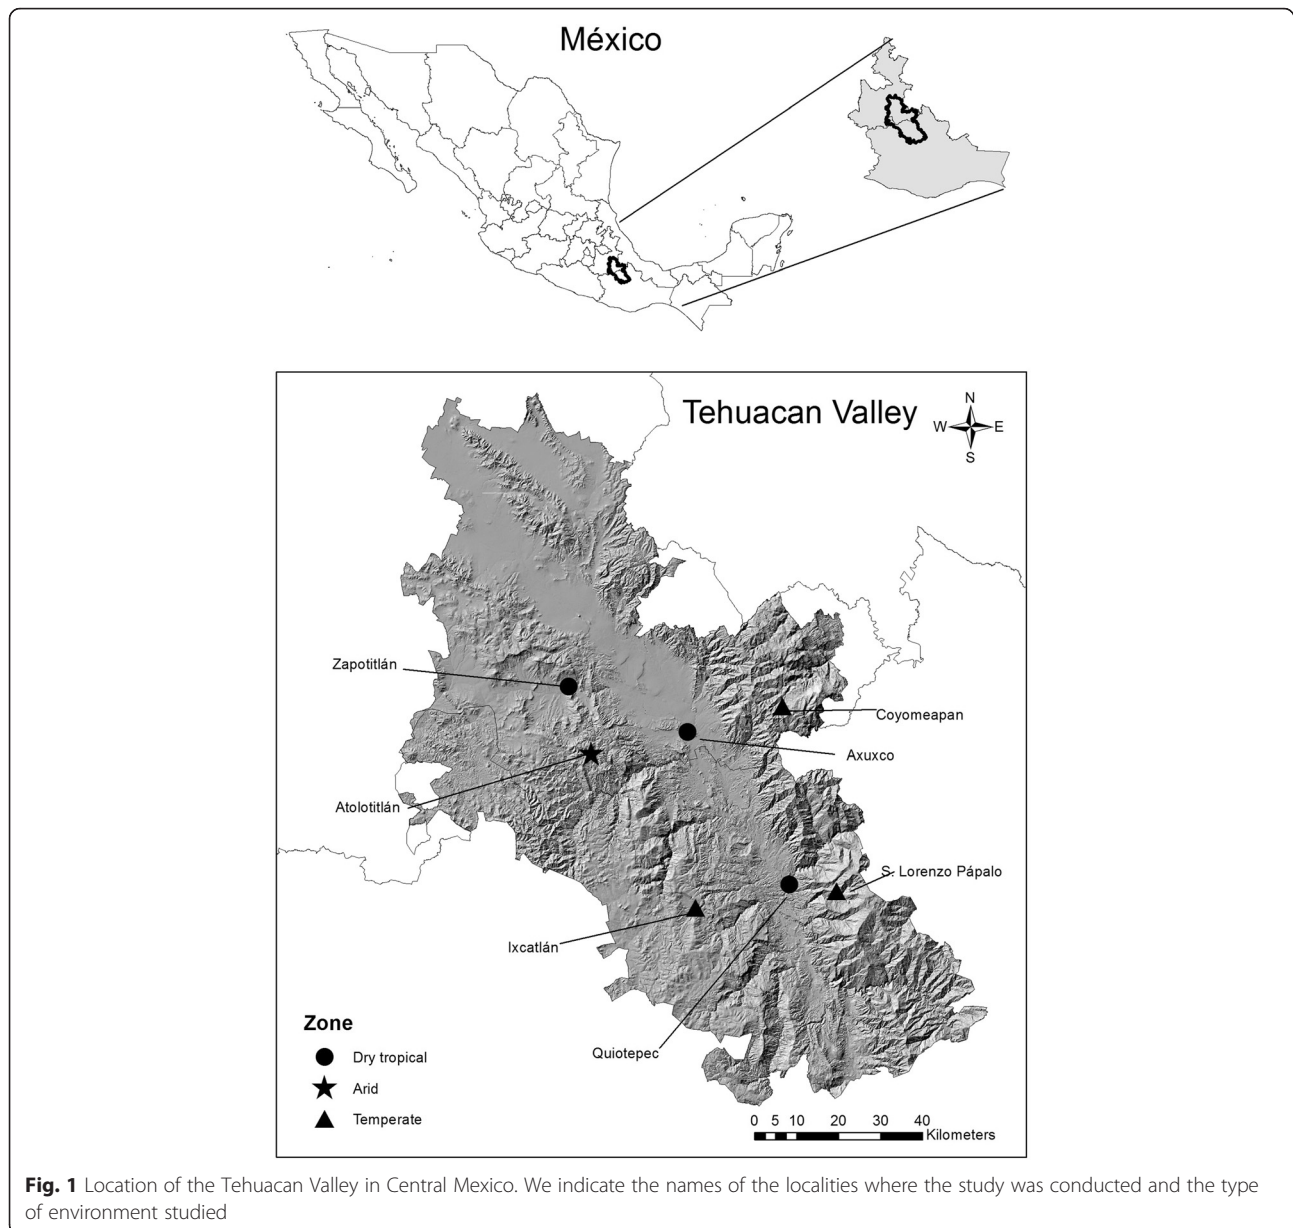 México
Tehuacan Valley
N
W E
S
Zapotitlán
Coyomeapan
Axuxco
Atolotitlán
S. Lorenzo Pápalo
Ixcatlán
Quiotepec
Zone
Dry tropical
Arid
Temperate
0 5 10 20 30 40
Kilometers
Fig. 1 Location of the Tehuacan Valley in Central Mexico. We indicate the names of the localities where the study was conducted and the type
of environment studied